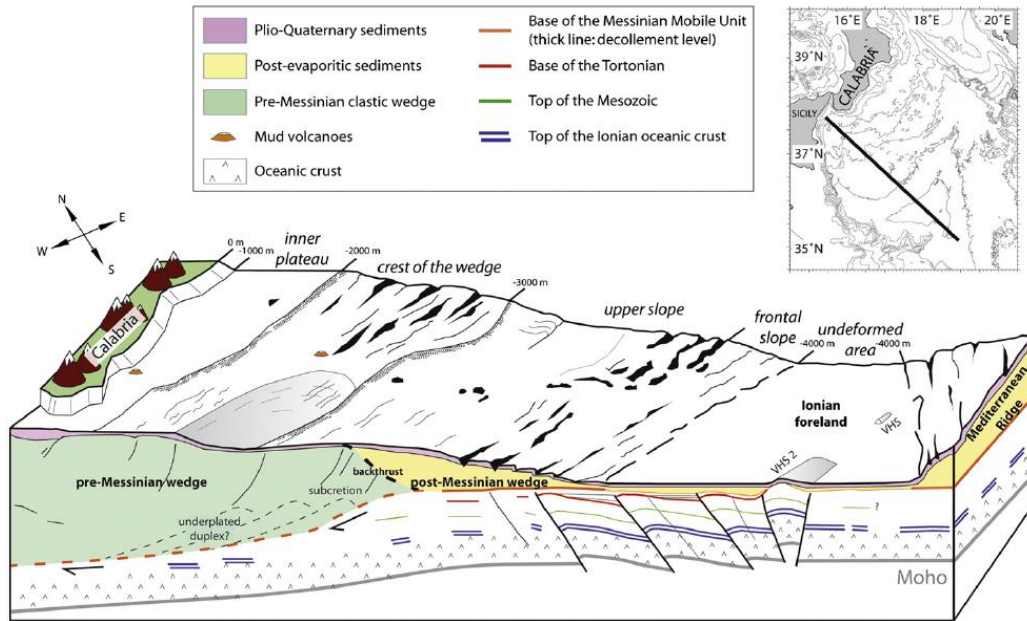 Plio-Quaternary sediments
Post-evaporitic sediments
Pre-Messinian clastic wedge
Mud volcanoes
Oceanic crust
Base of the Messinian Mobile Unit
(thick line: decollement level)
Base of the Tortonian
Top of the Mesozoic
Top of the Ionian oceanic crust
16°E 18°E 20°E
39°N
37°N
35°N
CALABRIA
SICILY
N
E
W
S
0 m
-1000 m
inner
plateau
-2000 m
crest of the wedge
-3000 m
upper slope
frontal
slope
-4000 m
undeformed
area
-4000 m
Calabria
Ionian
foreland
VHS
VHS 2
Mediterranean
Ridge
pre-Messinian wedge
backthrust
post-Messinian wedge
subcretion
underplated
duplex?
?
Moho